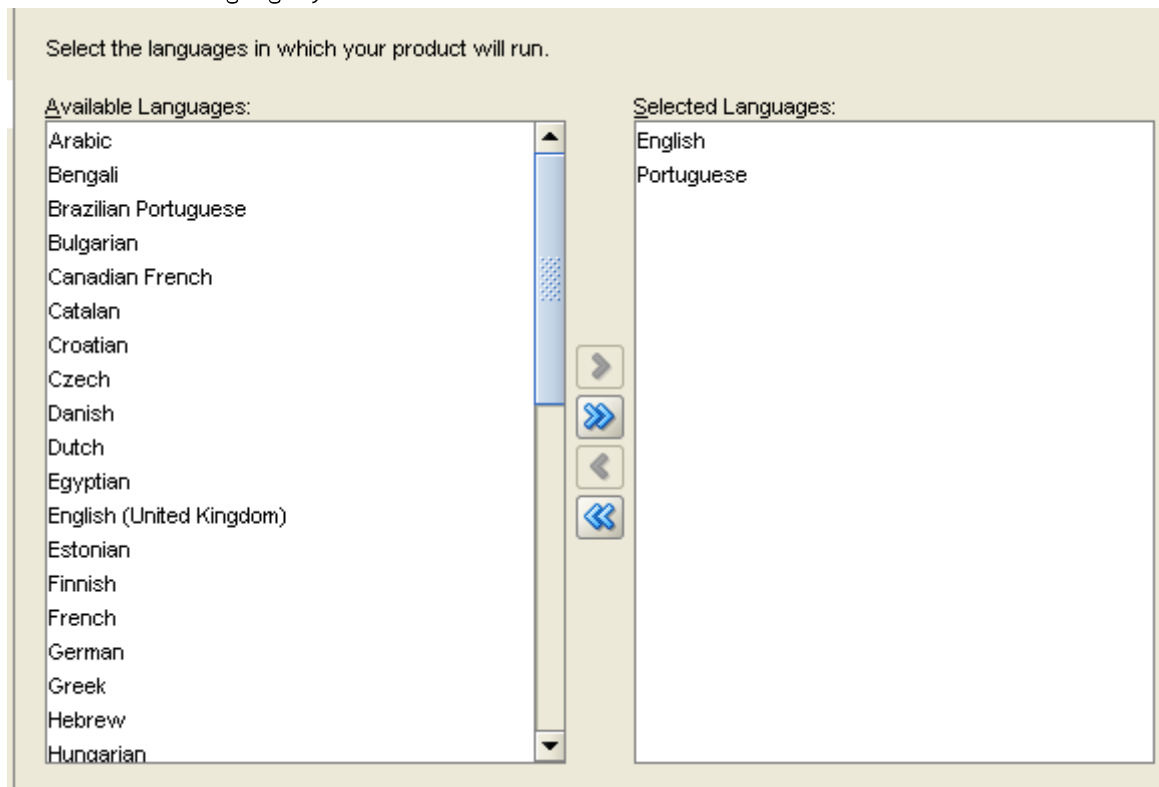 Select the languages in which your product will run.
Available Languages:
Arabic
Bengali
Brazilian Portuguese
Bulgarian
Canadian French
Catalan
Croatian
Czech
Danish
Dutch
Egyptian
English (United Kingdom)
Estonian
Finnish
French
German
Greek
Hebrew
Hungarian
Selected Languages:
English
Portuguese